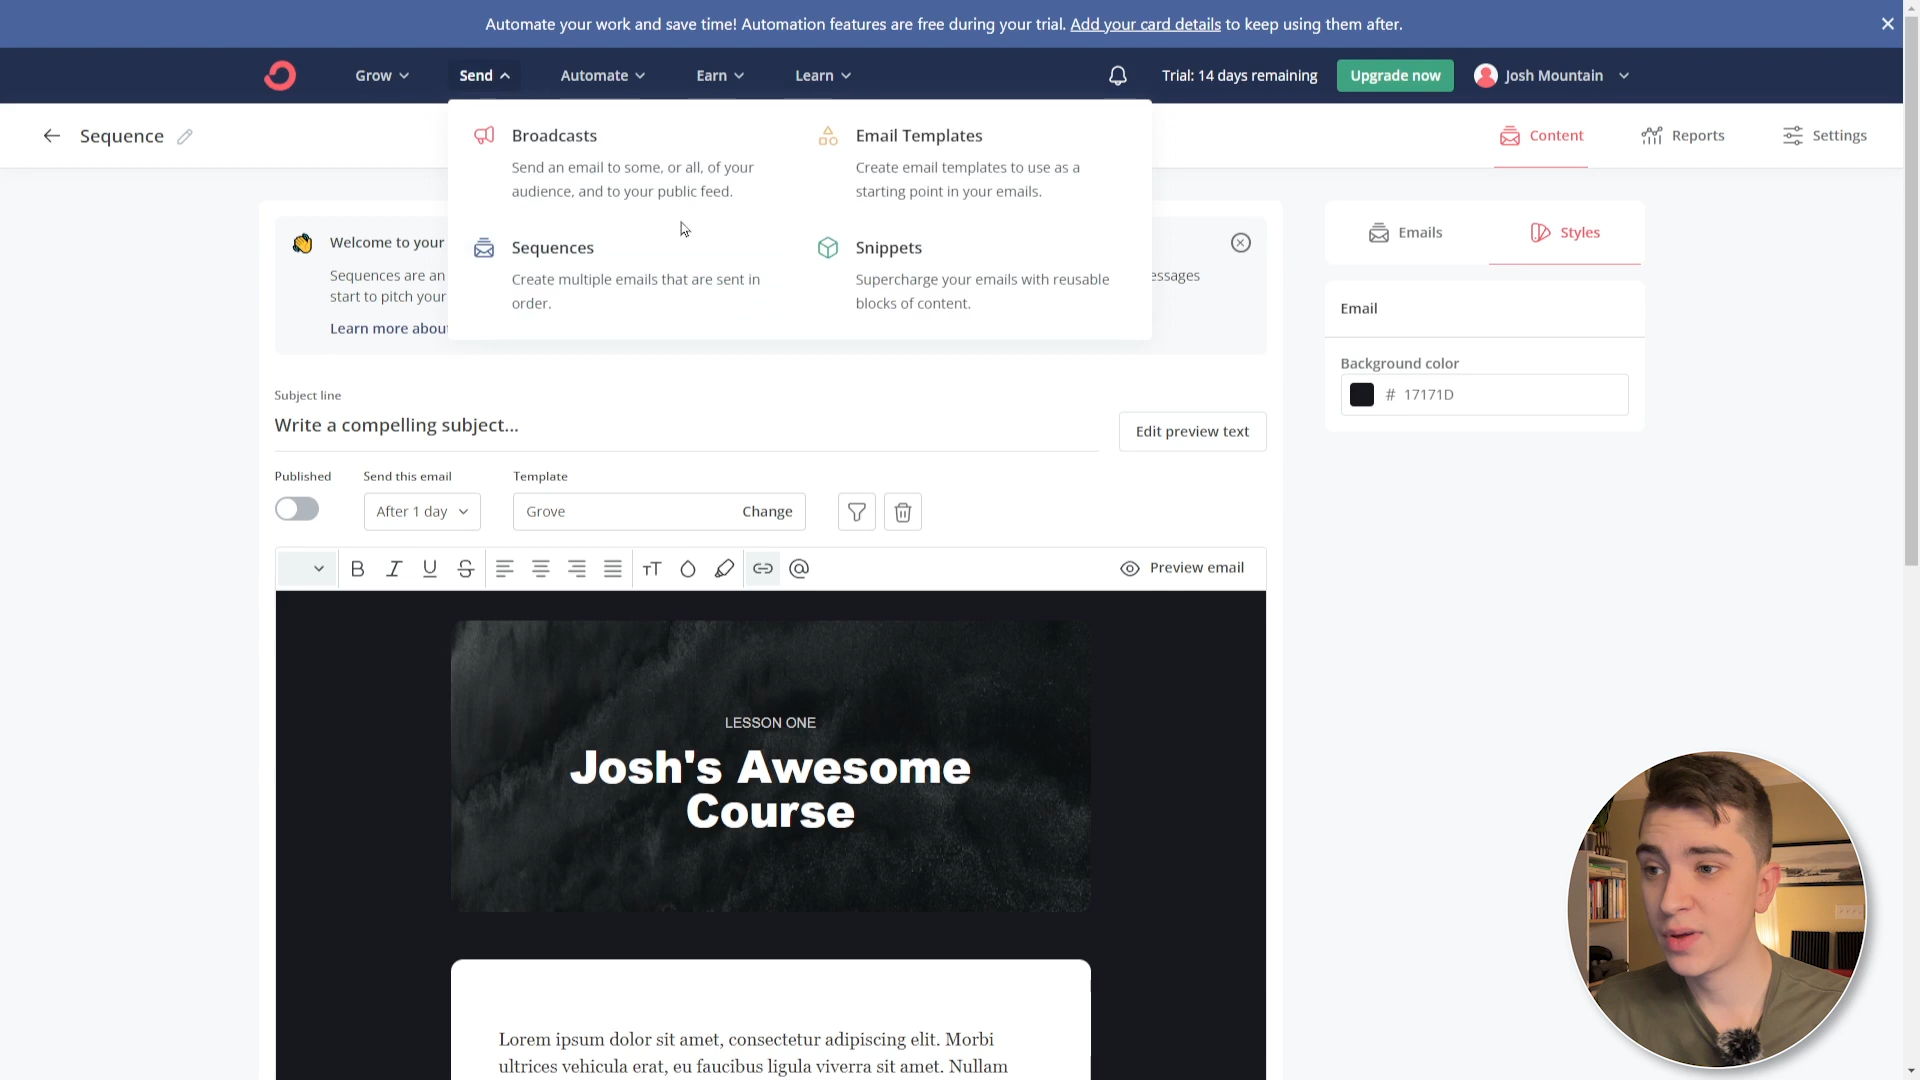 Automate your work and save time! Automation features are free during your trial. Add your card details to keep using them after.
Grow
Send
Automate
Earn
Learn
Trial: 14 days remaining
Upgrade now
Josh Mountain
Sequence
Content
Reports
Settings
Broadcasts
Send an email to some, or all, of your
audience, and to your public feed.
Email Templates
Create email templates to use as a
starting point in your emails.
Sequences
Create multiple emails that are sent in
order.
Snippets
Supercharge your emails with reusable
blocks of content.
Welcome to your
Sequences are an
essages
start to pitch your
Learn more about
Emails
Styles
Email
Background color
# 17171D
Subject line
Write a compelling subject...
Edit preview text
Published
Send this email
Template
After 1 day
Grove
Change
Preview email
LESSON ONE
Josh's Awesome
Course
Lorem ipsum dolor sit amet, consectetur adipiscing elit. Morbi
ultrices vehicula erat, eu faucibus ligula viverra sit amet. Nullam